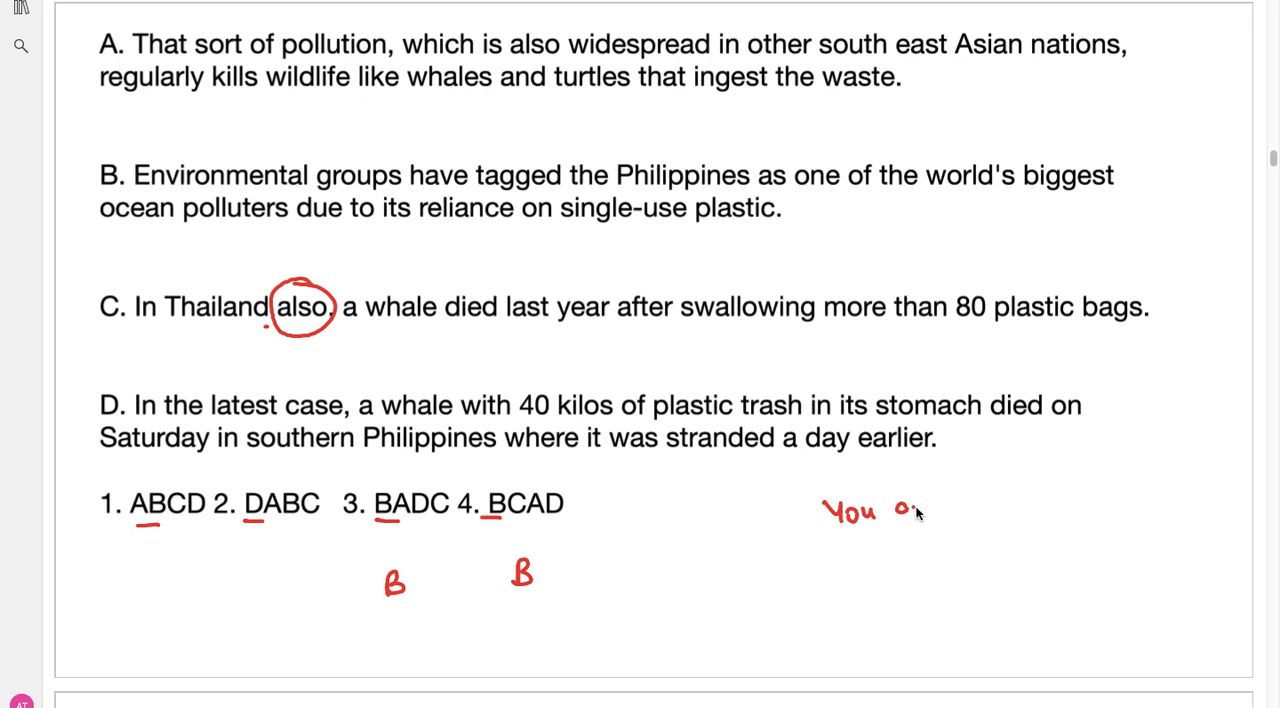 A. That sort of pollution, which is also widespread in other south east Asian nations,
regularly kills wildlife like whales and turtles that ingest the waste.
B. Environmental groups have tagged the Philippines as one of the world's biggest
ocean polluters due to its reliance on single-use plastic.
C. In Thailand also, a whale died last year after swallowing more than 80 plastic bags.
D. In the latest case, a whale with 40 kilos of plastic trash in its stomach died on
Saturday in southern Philippines where it was stranded a day earlier.
1. ABCD 2. DABC 3. BADC 4. BCAD
You
B B
AT